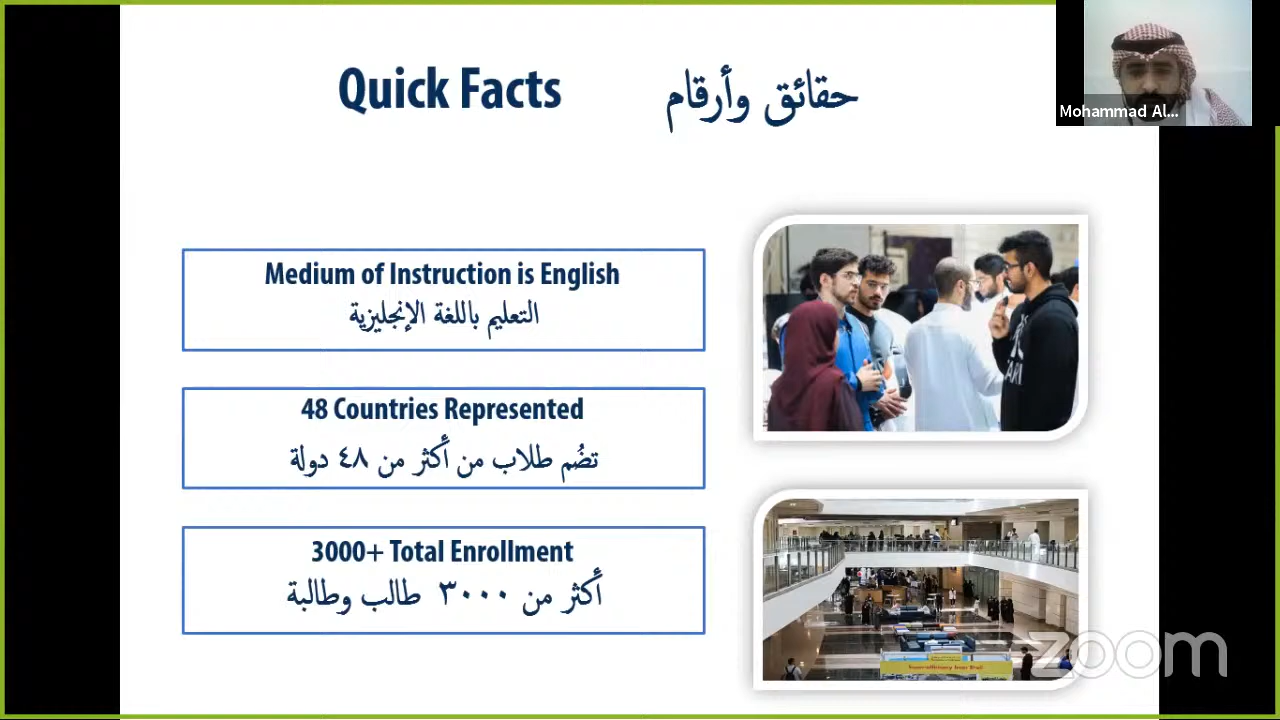 Quick Facts
حقائق وأرقام
Mohammad Al...
Medium of Instruction is English
التعليم باللغة الإنجليزية
48 Countries Represented
تضُم طلاب من أكثر من ٤٨ دولة
3000+ Total Enrollment
أكثر من ٣٠٠٠ طالب وطالبة
zoom